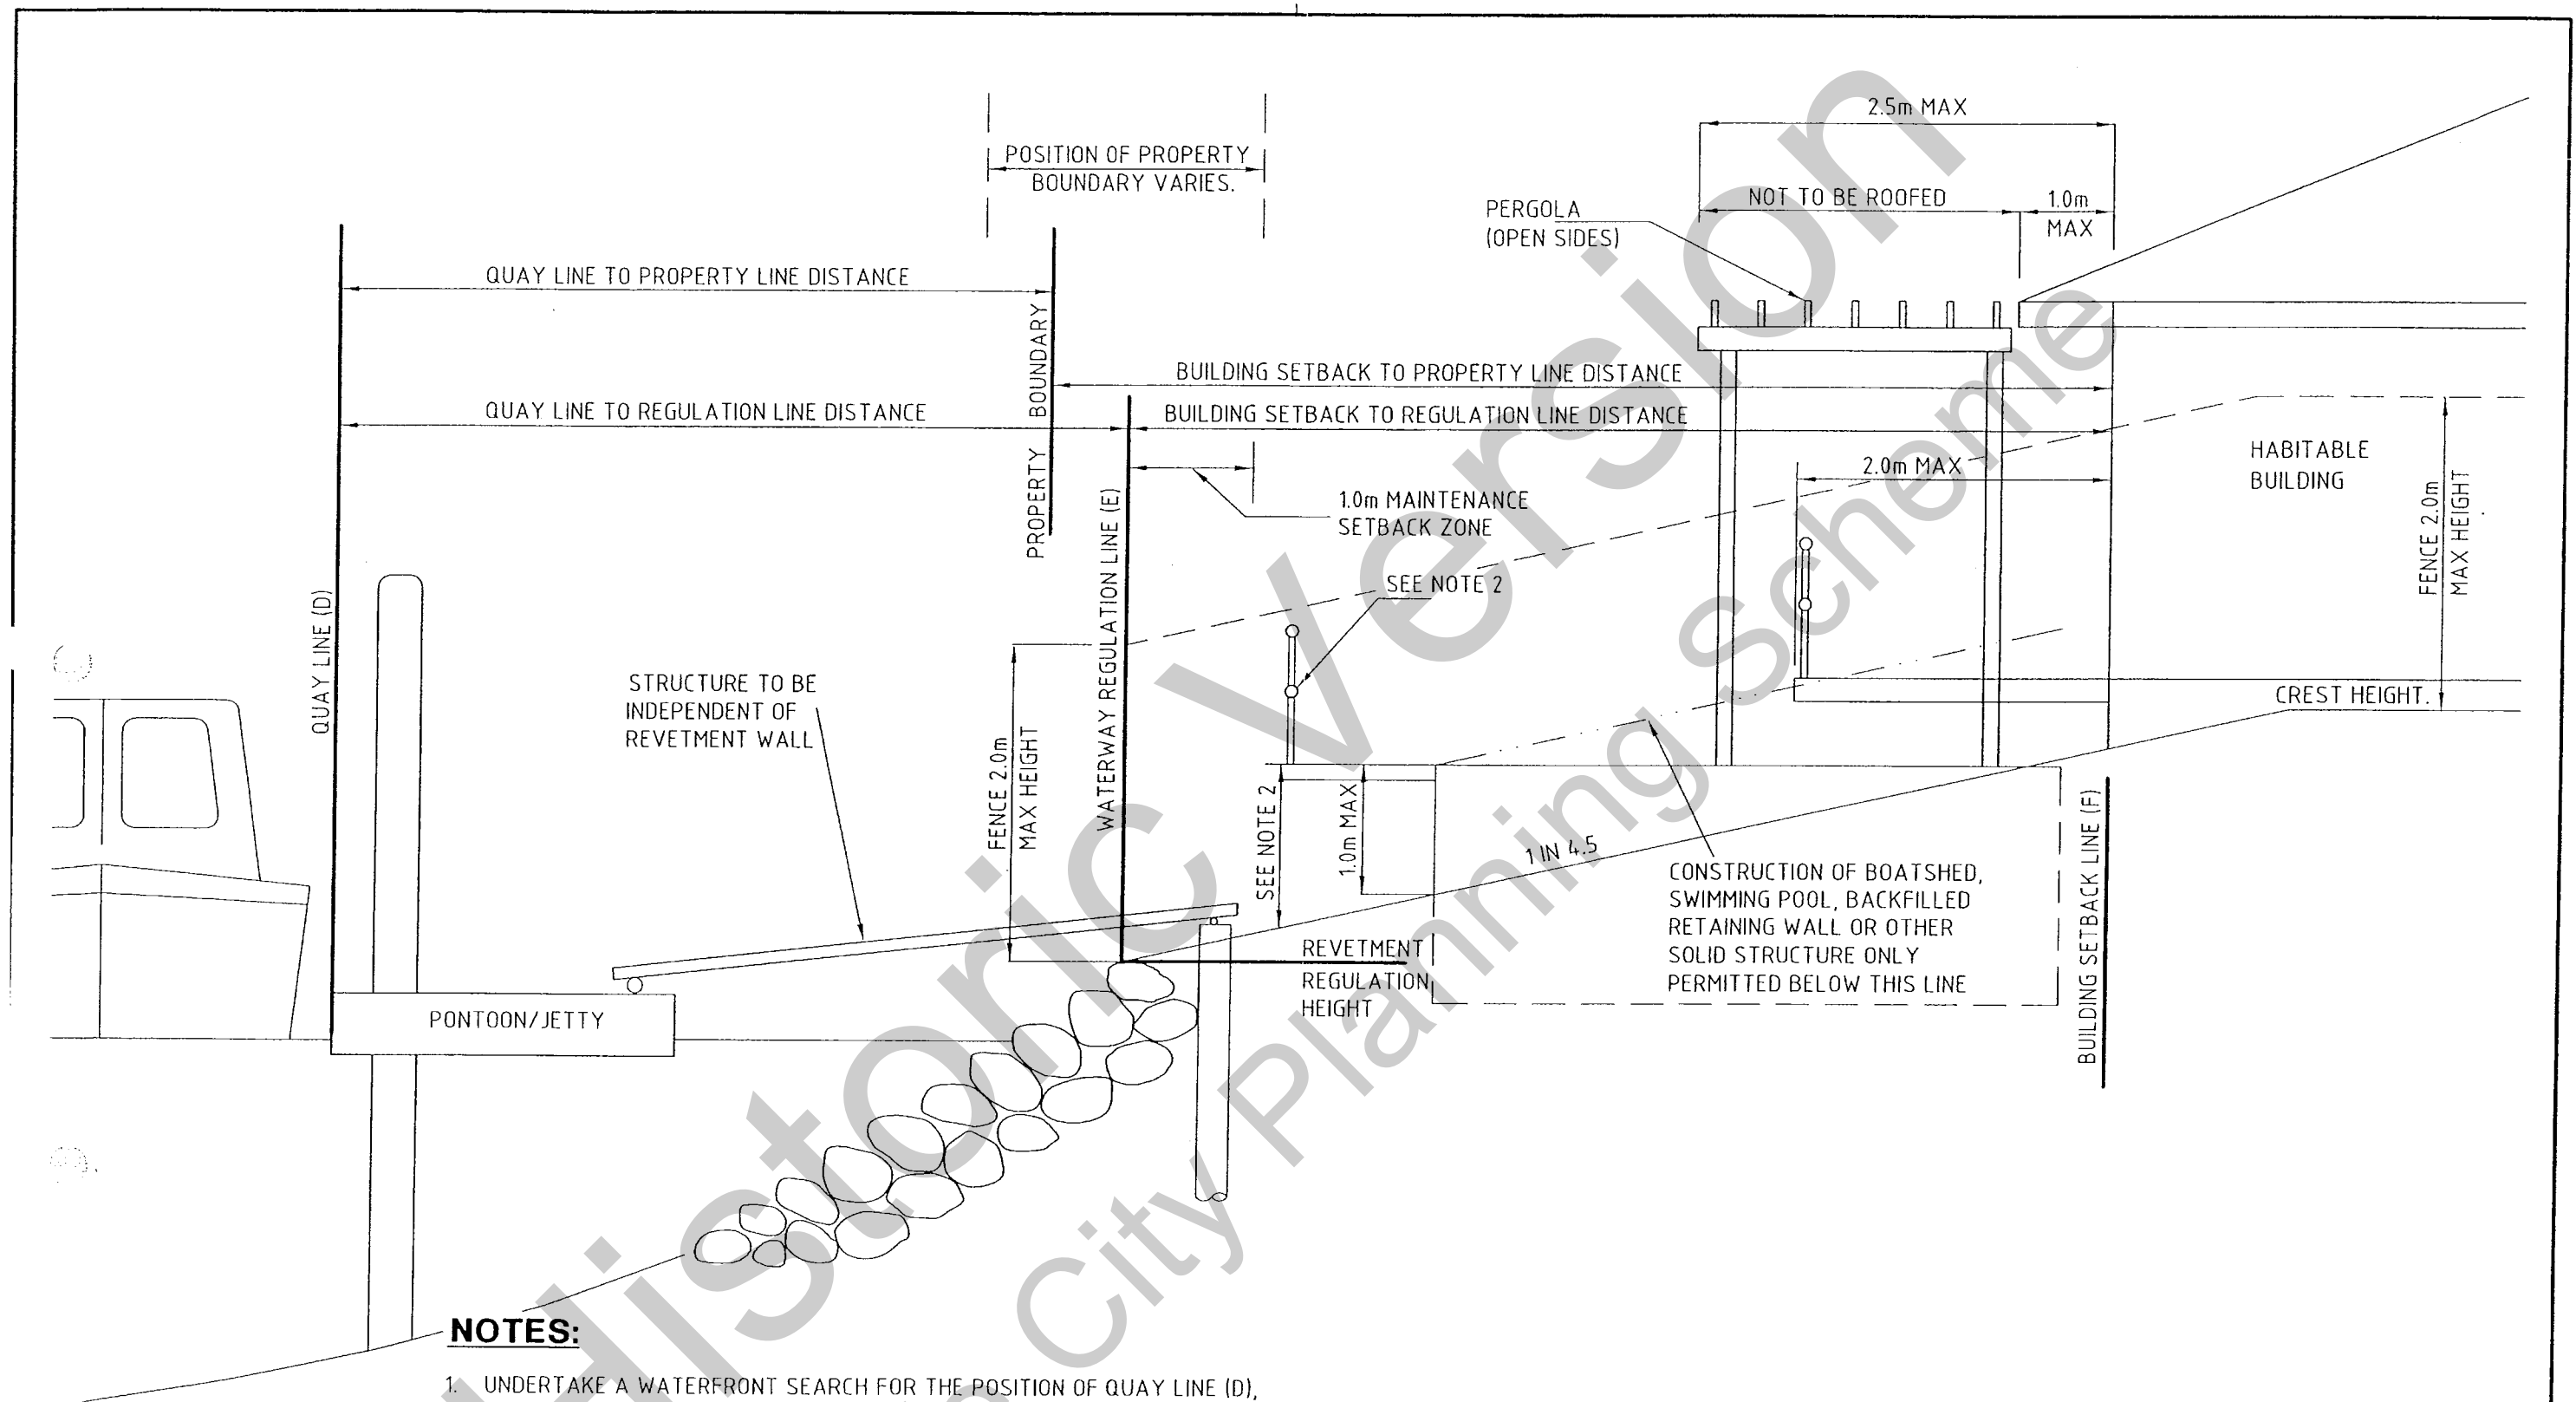 2.5m MAX
POSITION OF PROPERTY
BOUNDARY VARIES.
NOT TO BE ROOFED
1.0m
MAX
PERGOLA
(OPEN SIDES)
QUAY LINE TO PROPERTY LINE DISTANCE
PROPERTY BOUNDARY
BUILDING SETBACK TO PROPERTY LINE DISTANCE
QUAY LINE TO REGULATION LINE DISTANCE
BUILDING SETBACK TO REGULATION LINE DISTANCE
HABITABLE
BUILDING
2.0m MAX
1.0m MAINTENANCE
SETBACK ZONE
FENCE 2.0m
MAX HEIGHT
PROPERTY
WATERWAY REGULATION LINE (E)
SEE NOTE 2
QUAY LINE (D)
STRUCTURE TO BE
INDEPENDENT OF
REVETMENT WALL
CREST HEIGHT.
FENCE 2.0m
MAX HEIGHT
SEE NOTE 2
1.0m MAX
1 IN 4.5
BUILDING SETBACK LINE (F)
CONSTRUCTION OF BOATSHED,
SWIMMING POOL, BACKFILLED
RETAINING WALL OR OTHER
SOLID STRUCTURE ONLY
PERMITTED BELOW THIS LINE
REVETMENT
REGULATION
HEIGHT
PONTOON/JETTY
NOTES:
1. UNDERTAKE A WATERFRONT SEARCH FOR THE POSITION OF QUAY LINE (D),
Historic Version
City Planning Scheme